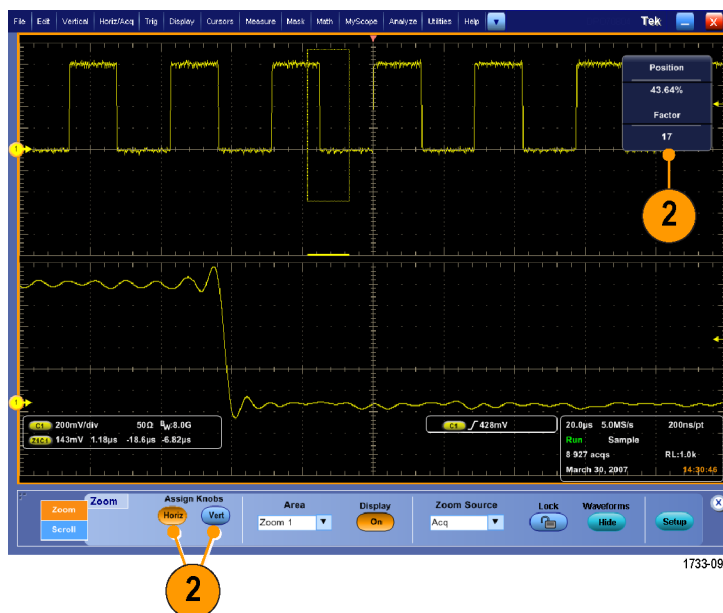 File Edit Vertical Horiz/Acq Trig Display Cursors Measure Mask Math MyScope Analyze Utilities Help Tek X
Position
43.64%
Factor
17
1
2
1
C1 200mV/div 50Ω BW:8.0G
Z1C1 143mV 1.18µs -18.6µs -6.82µs
C1 428mV
20.0µs 5.0MS/s 200ns/pt
Run Sample
8 927 acqs RL:1.0k
March 30, 2007 14:30:46
Zoom
Scroll
Zoom
Assign Knobs
Horiz Vert
Area
Zoom 1
Display
On
Zoom Source
Acq
Lock
Waveforms
Hide
Setup
X
2
1733-09